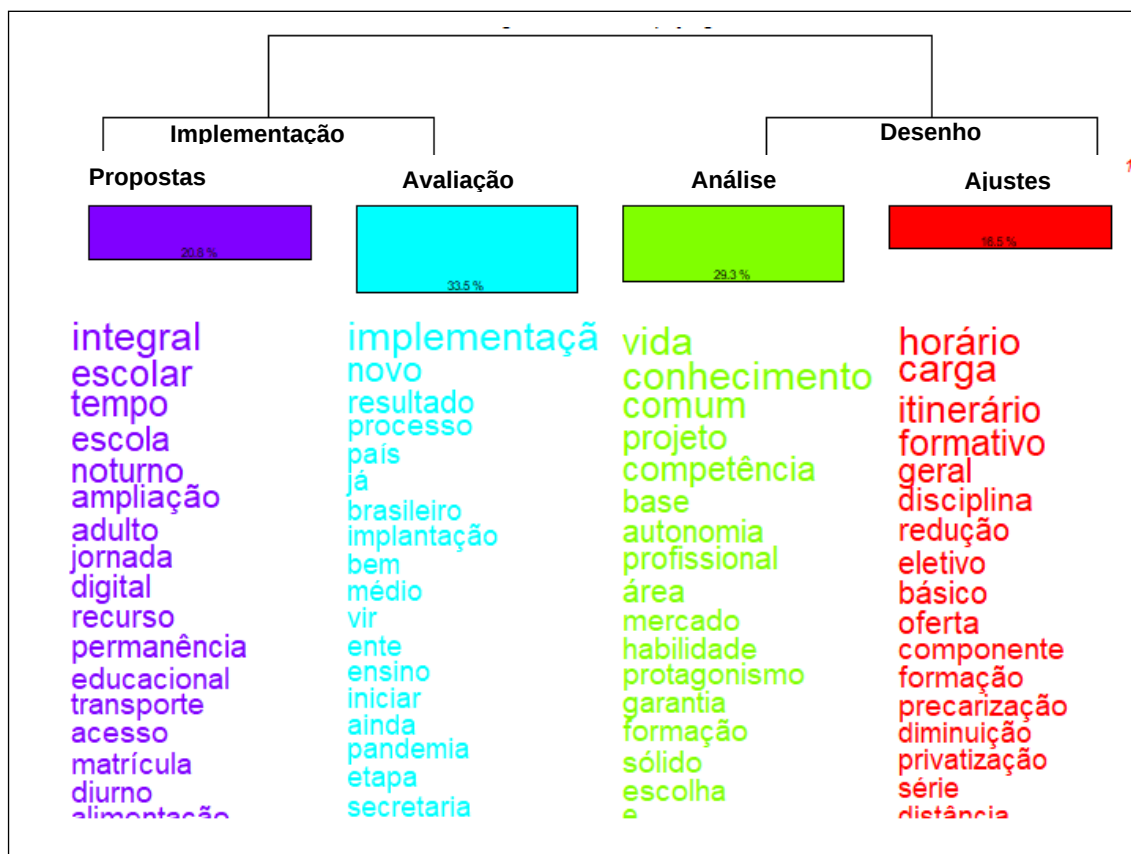 Implementação
Desenho
Propostas
Avaliação
Análise
Ajustes
20.8 %
33.5 %
29.3 %
16.5 %
integral
escolar
tempo
escola
noturno
ampliação
adulto
jornada
digital
recurso
permanência
educacional
transporte
acesso
matrícula
diurno
alimentação
implementaçã
novo
resultado
processo
país
já
brasileiro
implantação
bem
médio
vir
ente
ensino
iniciar
ainda
pandemia
etapa
secretaria
vida
conhecimento
comum
projeto
competência
base
autonomia
profissional
área
mercado
habilidade
protagonismo
garantia
formação
sólido
escolha
horário
carga
itinerário
formativo
geral
disciplina
redução
eletivo
básico
oferta
componente
formação
precarização
diminuição
privatização
série
distância